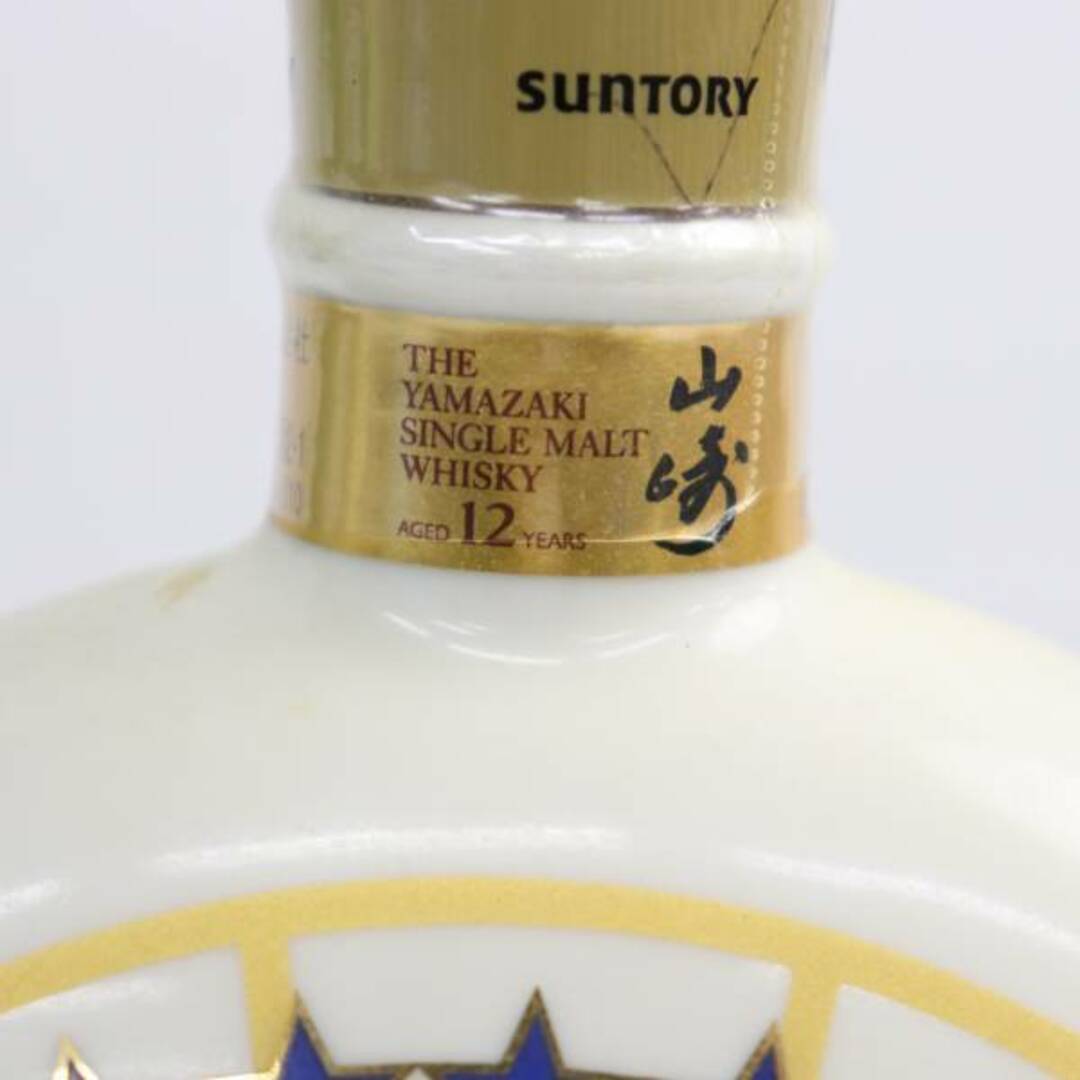 SUNTORY
THE
YAMAZAKI
SINGLE MALT
WHISKY
AGED 12 YEARS
山崎